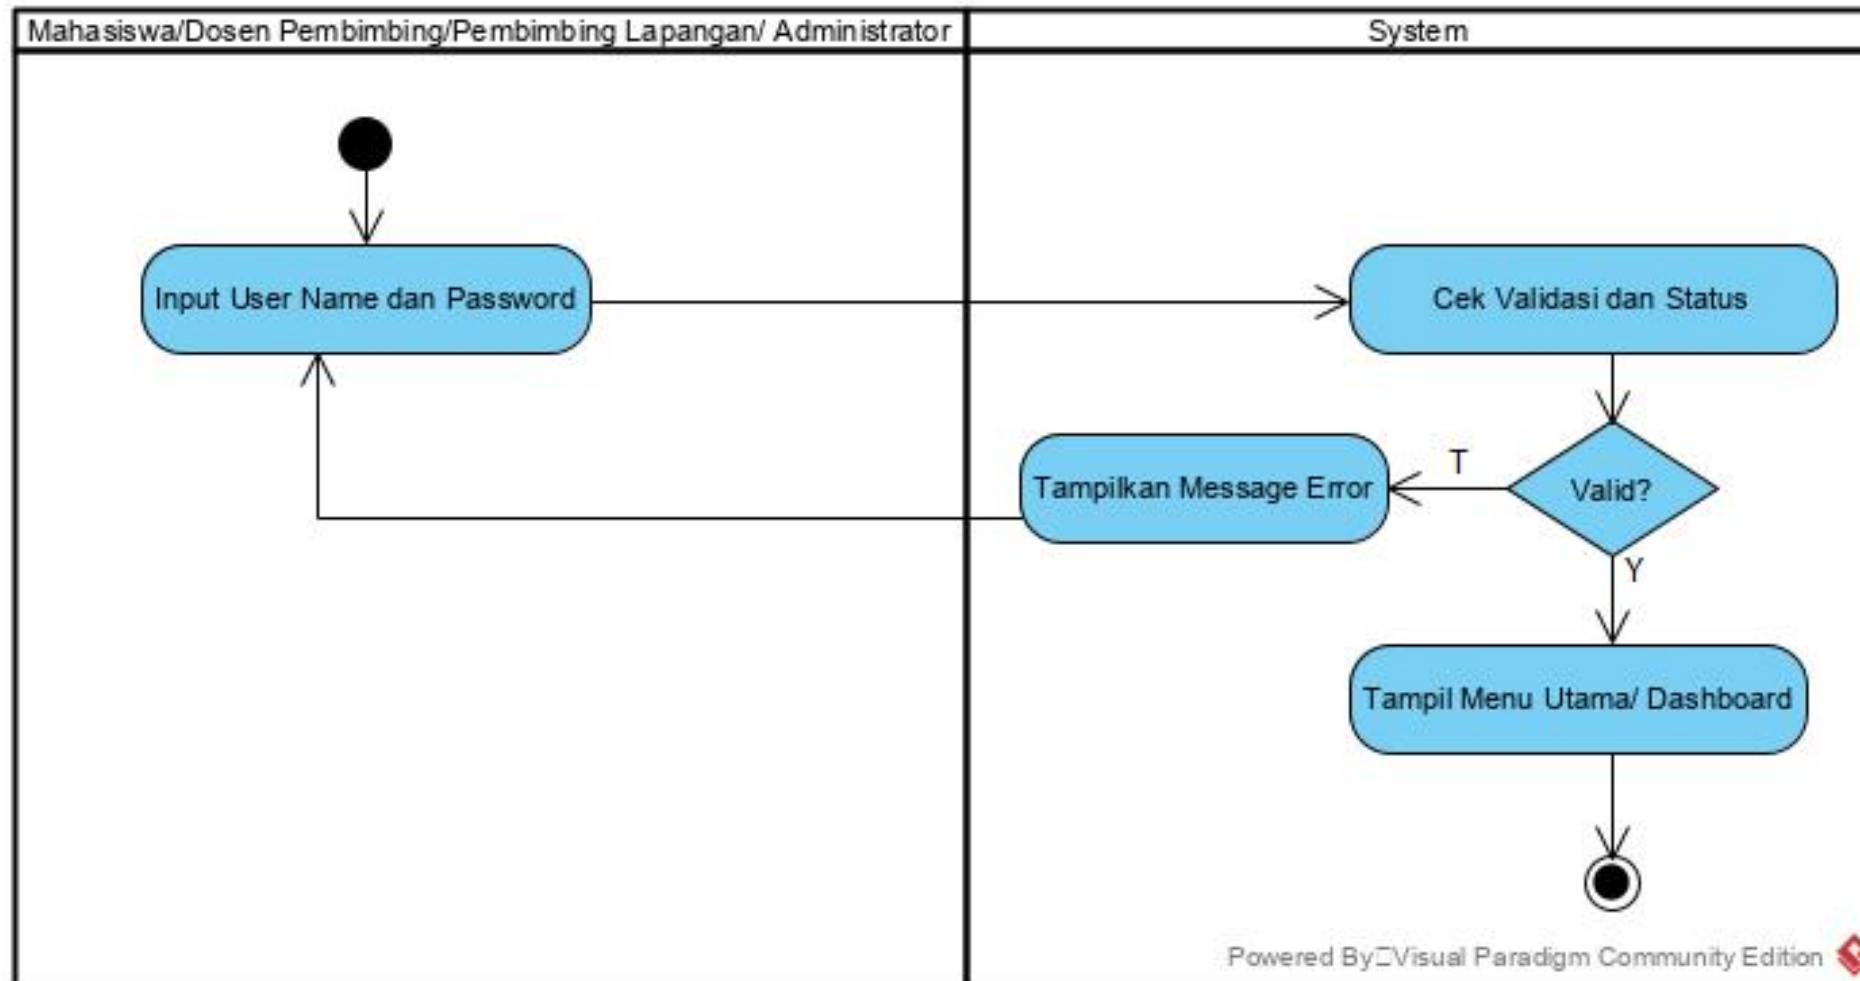 Mahasiswa/Dosen Pembimbing/Pembimbing Lapangan/ Administrator
System
Input User Name dan Password
Cek Validasi dan Status
Tampilkan Message Error
T
Valid?
Y
Tampil Menu Utama/ Dashboard
Powered By Visual Paradigm Community Edition